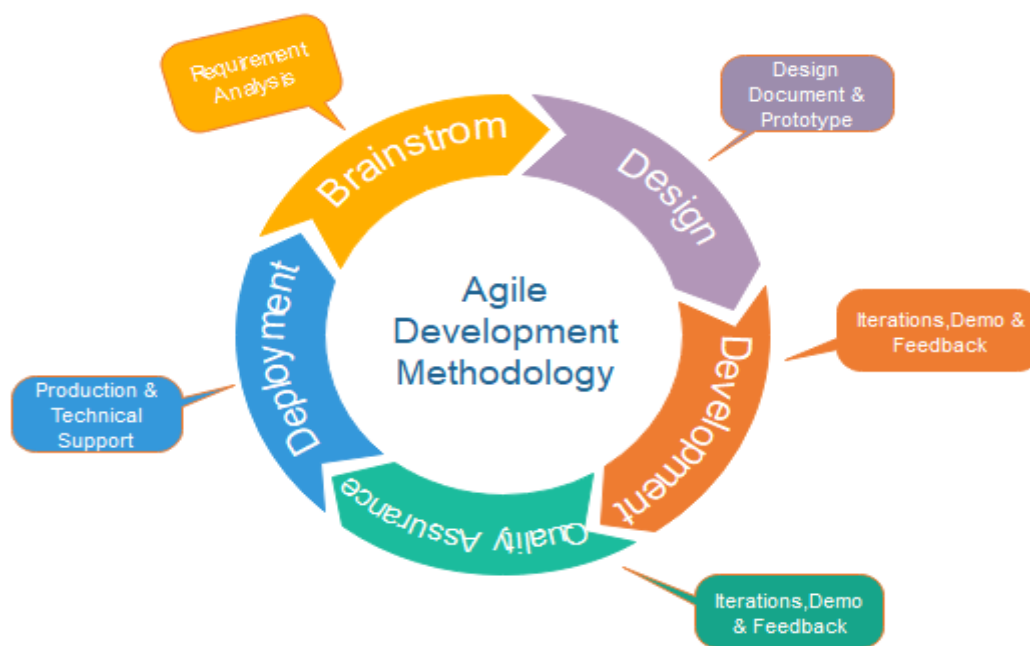 Requirement
Analysis
Brainstrom
Design
Document &
Prototype
Design
Agile
Development
Methodology
Iterations,Demo &
Feedback
Development
Deployment
Production &
Technical
Support
Quality Assurance
Iterations,Demo
& Feedback